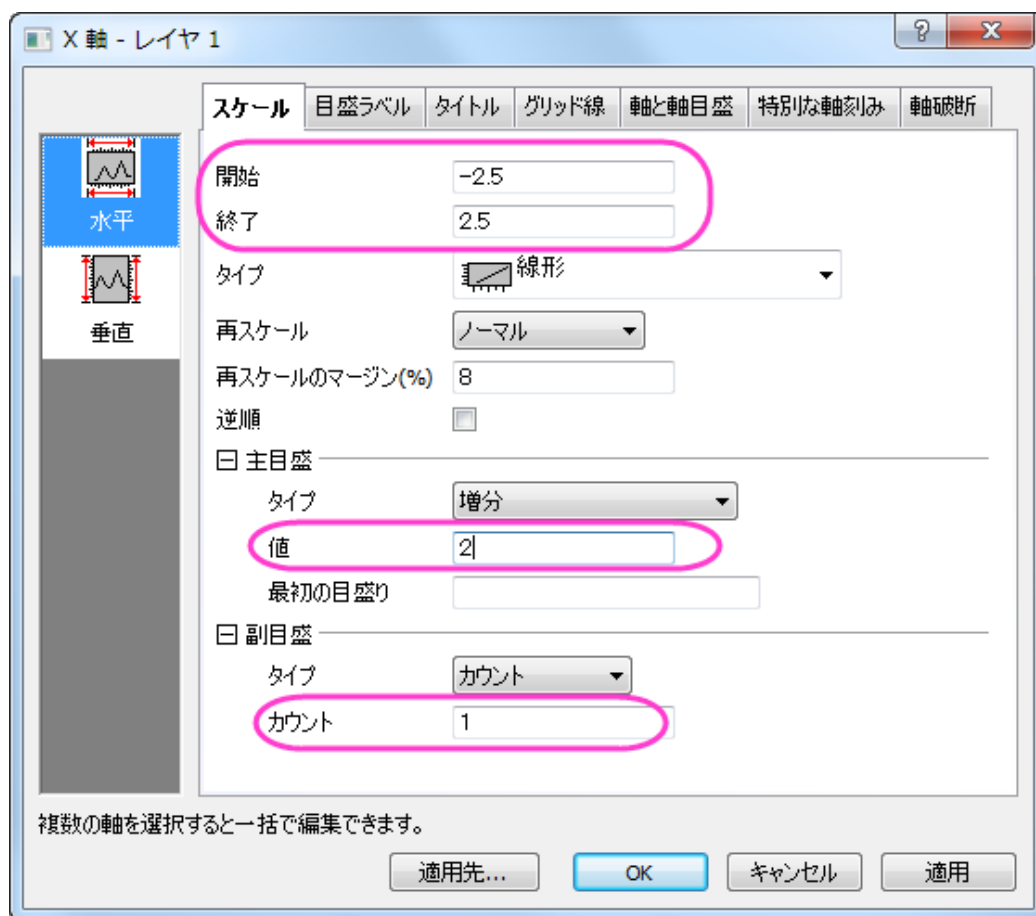 X 軸 - レイヤ 1
スケール 目盛ラベル タイトル グリッド線 軸と軸目盛 特別な軸刻み 軸破断
水平
垂直
開始 -2.5
終了 2.5
タイプ 線形
再スケール ノーマル
再スケールのマージン(%) 8
逆順
主目盛
タイプ 増分
値 2
最初の目盛り
副目盛
タイプ カウント
カウント 1
複数の軸を選択すると一括で編集できます。
適用先... OK キャンセル 適用